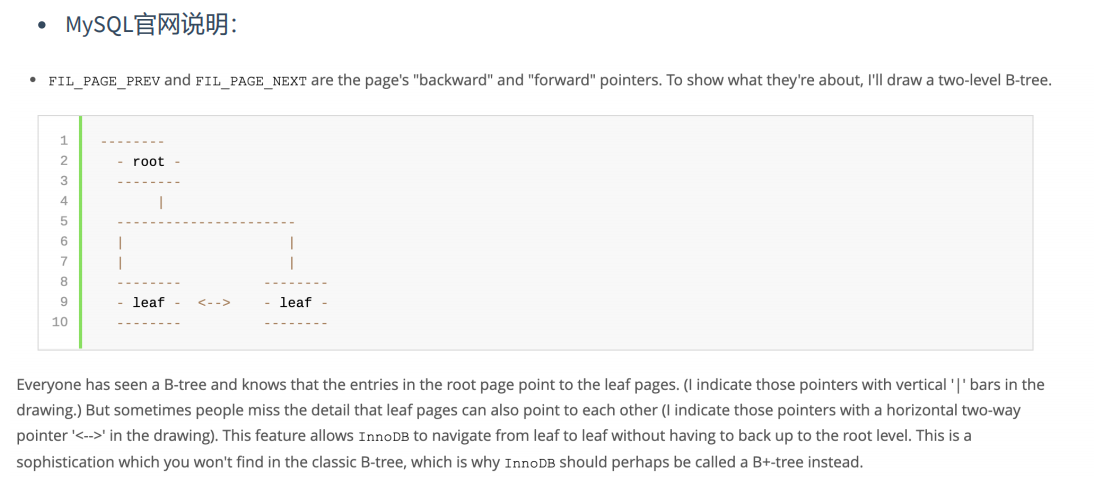 • MySQL官网说明：
• FIL_PAGE_PREV and FIL_PAGE_NEXT are the page's "backward" and "forward" pointers. To show what they're about, I'll draw a two-level B-tree.
1 --------
2   - root -
3   --------
4        |
5   ----------------------
6   |                    |
7   |                    |
8   --------          --------
9   - leaf -  <-->    - leaf -
10   --------          --------
Everyone has seen a B-tree and knows that the entries in the root page point to the leaf pages. (I indicate those pointers with vertical '|' bars in the
drawing.) But sometimes people miss the detail that leaf pages can also point to each other (I indicate those pointers with a horizontal two-way
pointer '<-->' in the drawing). This feature allows InnoDB to navigate from leaf to leaf without having to back up to the root level. This is a
sophistication which you won't find in the classic B-tree, which is why InnoDB should perhaps be called a B+-tree instead.